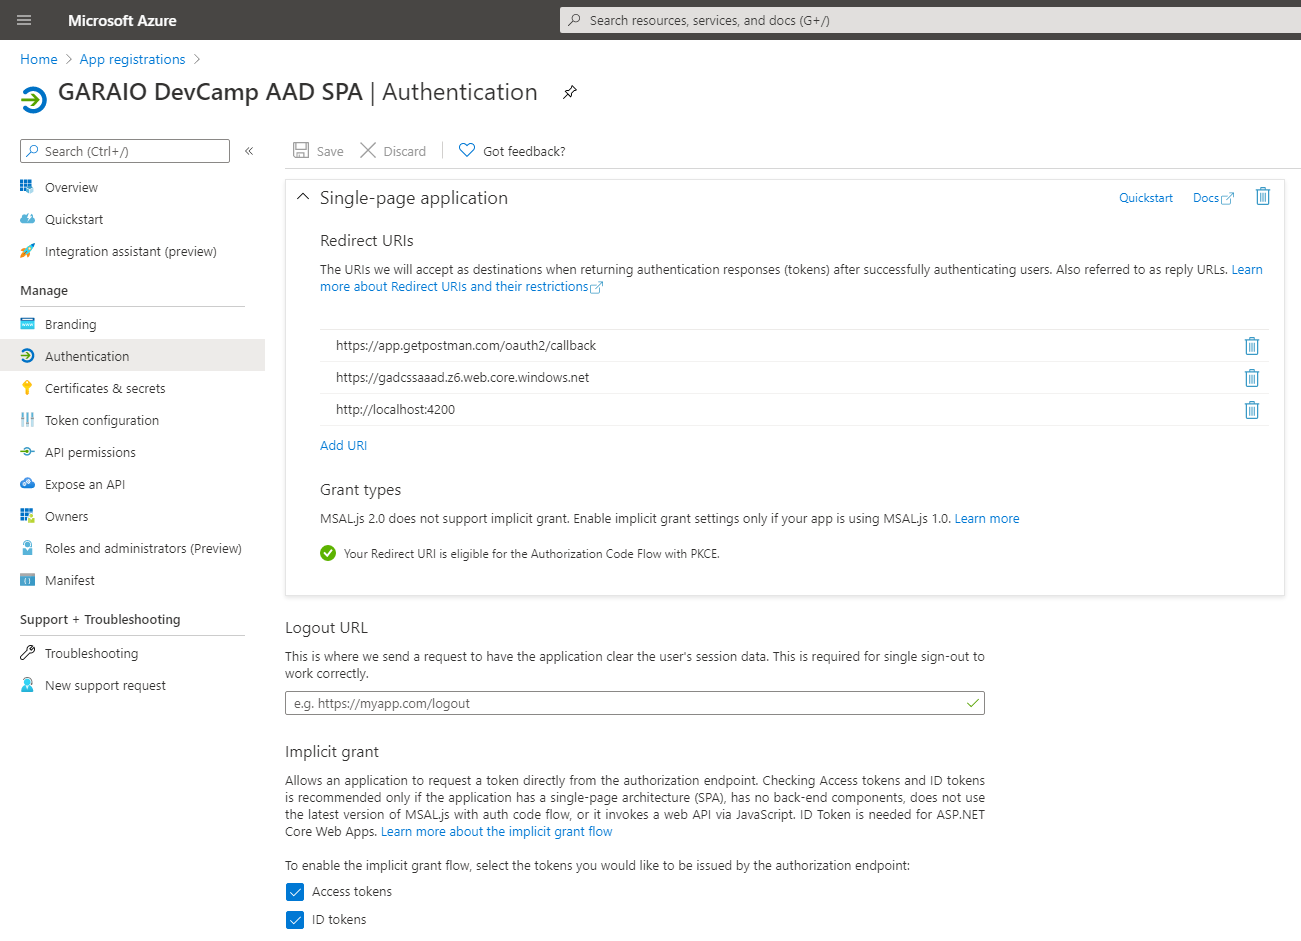 Microsoft Azure
Search resources, services, and docs (G+/)
Home > App registrations >
GARAIO DevCamp AAD SPA | Authentication
Search (Ctrl+/)
«
Overview
Quickstart
Integration assistant (preview)
Manage
Branding
Authentication
Certificates & secrets
Token configuration
API permissions
Expose an API
Owners
Roles and administrators (Preview)
Manifest
Support + Troubleshooting
Troubleshooting
New support request
Save Discard Got feedback?
Single-page application Quickstart Docs
Redirect URIs
The URIs we will accept as destinations when returning authentication responses (tokens) after successfully authenticating users. Also referred to as reply URLs. Learn
more about Redirect URIs and their restrictions
https://app.getpostman.com/oauth2/callback
https://gadcssaaad.z6.web.core.windows.net
http://localhost:4200
Add URI
Grant types
MSAL.js 2.0 does not support implicit grant. Enable implicit grant settings only if your app is using MSAL.js 1.0. Learn more
Your Redirect URI is eligible for the Authorization Code Flow with PKCE.
Logout URL
This is where we send a request to have the application clear the user's session data. This is required for single sign-out to
work correctly.
e.g. https://myapp.com/logout
Implicit grant
Allows an application to request a token directly from the authorization endpoint. Checking Access tokens and ID tokens
is recommended only if the application has a single-page architecture (SPA), has no back-end components, does not use
the latest version of MSAL.js with auth code flow, or it invokes a web API via JavaScript. ID Token is needed for ASP.NET
Core Web Apps. Learn more about the implicit grant flow
To enable the implicit grant flow, select the tokens you would like to be issued by the authorization endpoint:
Access tokens
ID tokens